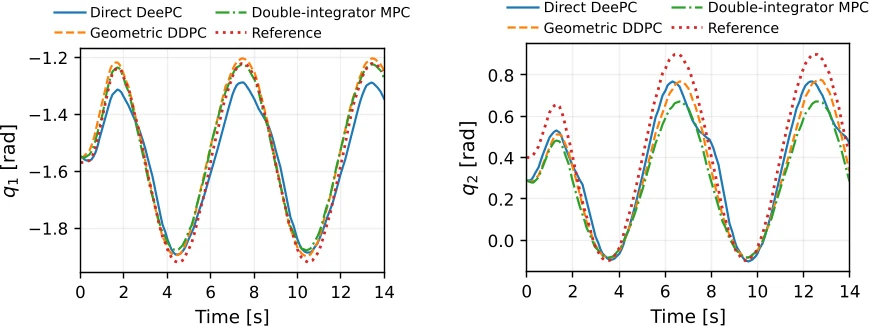 Direct DeePC
Double-integrator MPC
Geometric DDPC
Reference
−1.2
−1.4
−1.6
−1.8
q1 [rad]
0 2 4 6 8 10 12 14
Time [s]
Direct DeePC
Double-integrator MPC
Geometric DDPC
Reference
0.8
0.6
0.4
0.2
0.0
q2 [rad]
0 2 4 6 8 10 12 14
Time [s]